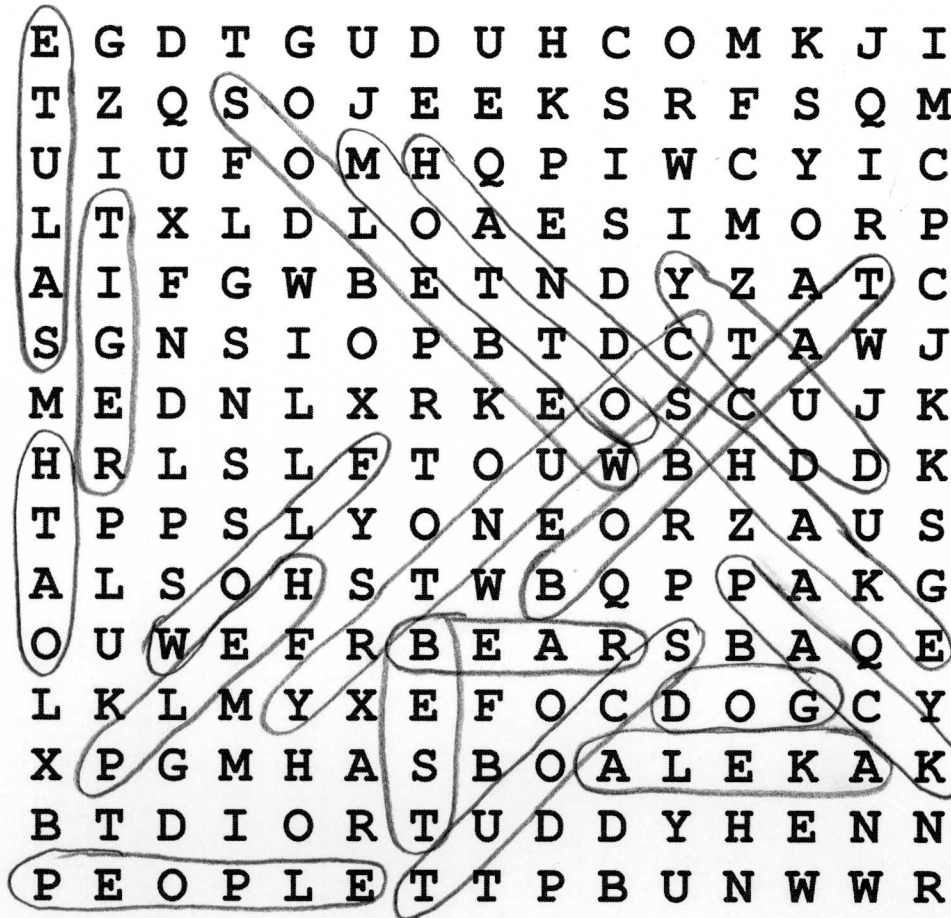 E G D T G U D U H C O M K J I
T Z Q S O J E E K S R F S Q M
U I U F O M H Q P I W C Y I C
L T X L D L O A E S I M O R P
A I F G W B E T N D Y Z A T C
S G N S I O P B T D C T A W J
M E D N L X R K E O S C U J K
H R L S L F T O U W B H D D K
T P P S L Y O N E O R Z A U S
A L S O H S T W B Q P P A K G
O U W E F R B E A R S B A Q E
L K L M Y X E F O C D O G C Y
X P G M H A S B O A L E K A K
B T D I O R T U D D Y H E N N
P E O P L E T T P B U N W W R